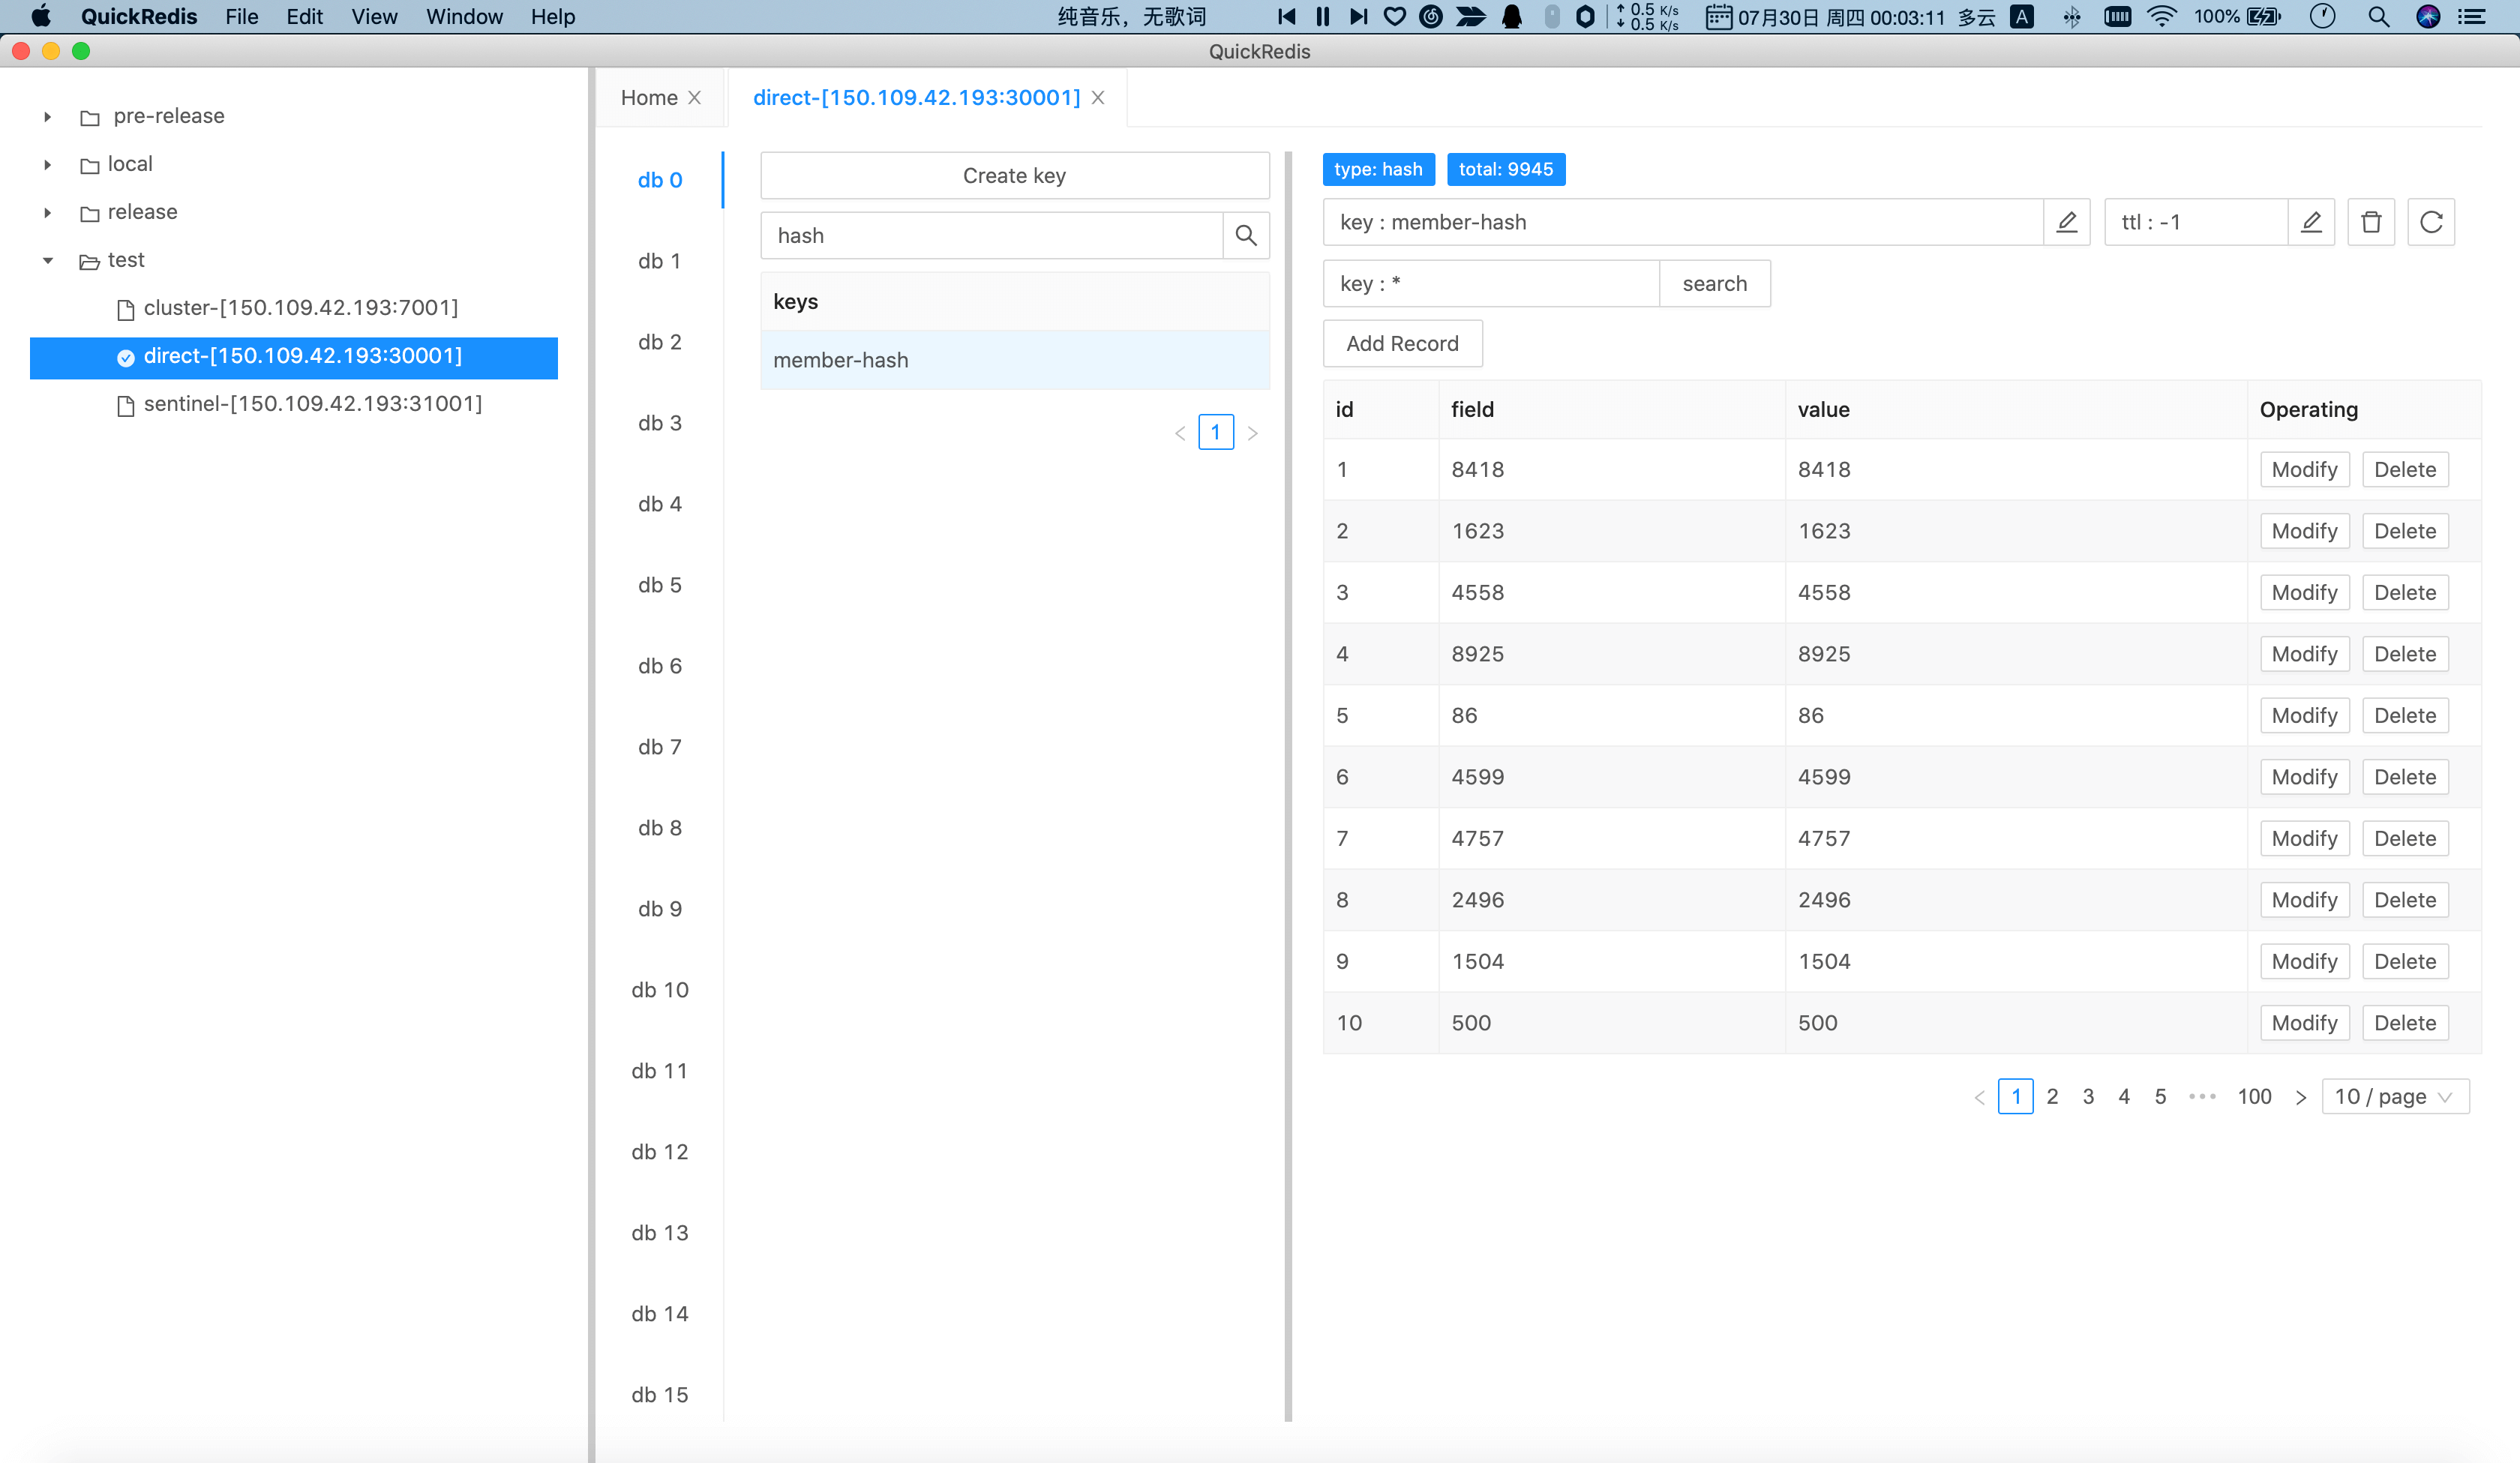 QuickRedis File Edit View Window Help 纯音乐，无歌词 0.5 K/s 0.5 K/s 07月30日 周四 00:03:11 多云 A 100%
QuickRedis
pre-release
local
release
test
cluster-[150.109.42.193:7001]
direct-[150.109.42.193:30001]
sentinel-[150.109.42.193:31001]
Home direct-[150.109.42.193:30001]
db 0
db 1
db 2
db 3
db 4
db 5
db 6
db 7
db 8
db 9
db 10
db 11
db 12
db 13
db 14
db 15
Create key
hash
keys
member-hash
1
type: hash total: 9945
key : member-hash ttl : -1
key : * search
Add Record
id field value Operating
1 8418 8418 Modify Delete
2 1623 1623 Modify Delete
3 4558 4558 Modify Delete
4 8925 8925 Modify Delete
5 86 86 Modify Delete
6 4599 4599 Modify Delete
7 4757 4757 Modify Delete
8 2496 2496 Modify Delete
9 1504 1504 Modify Delete
10 500 500 Modify Delete
1 2 3 4 5 ••• 100 10 / page